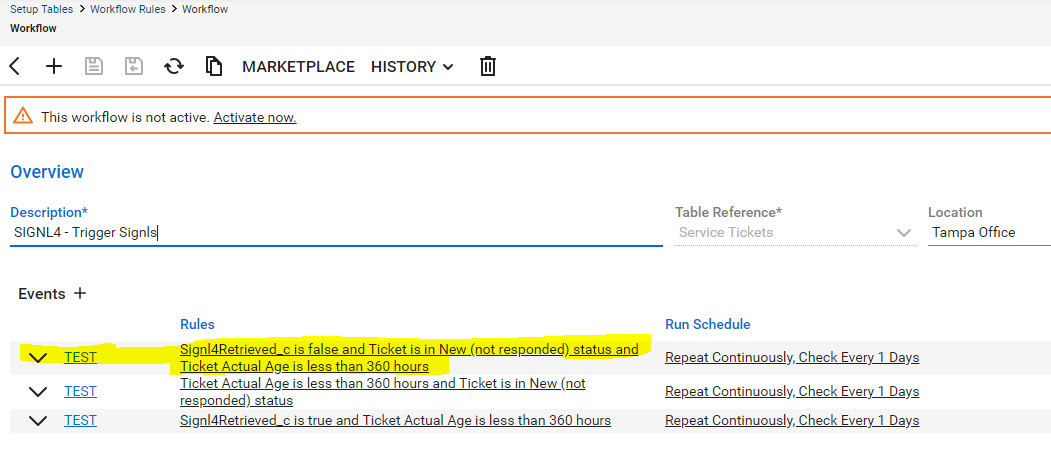 Setup Tables > Workflow Rules > Workflow
Workflow
MARKETPLACE HISTORY
This workflow is not active. Activate now.
Overview
Description* Table Reference* Location
SIGNL4 - Trigger Signls Service Tickets Tampa Office
Events +
Rules Run Schedule
TEST Signl4Retrieved_c is false and Ticket is in New (not responded) status and Repeat Continuously, Check Every 1 Days
Ticket Actual Age is less than 360 hours
TEST Ticket Actual Age is less than 360 hours and Ticket is in New (not Repeat Continuously, Check Every 1 Days
responded) status
TEST Signl4Retrieved_c is true and Ticket Actual Age is less than 360 hours Repeat Continuously, Check Every 1 Days